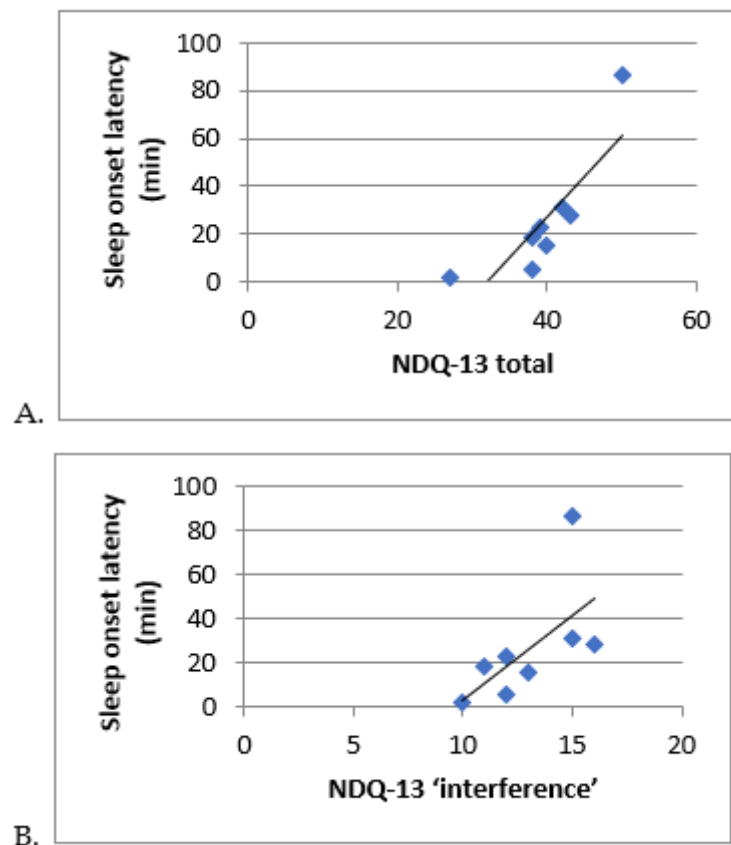 100
80
60
40
20
0
Sleep onset latency
(min)
0 20 40 60
NDQ-13 total
A.
100
80
60
40
20
0
Sleep onset latency
(min)
0 5 10 15 20
NDQ-13 ‘interference’
B.